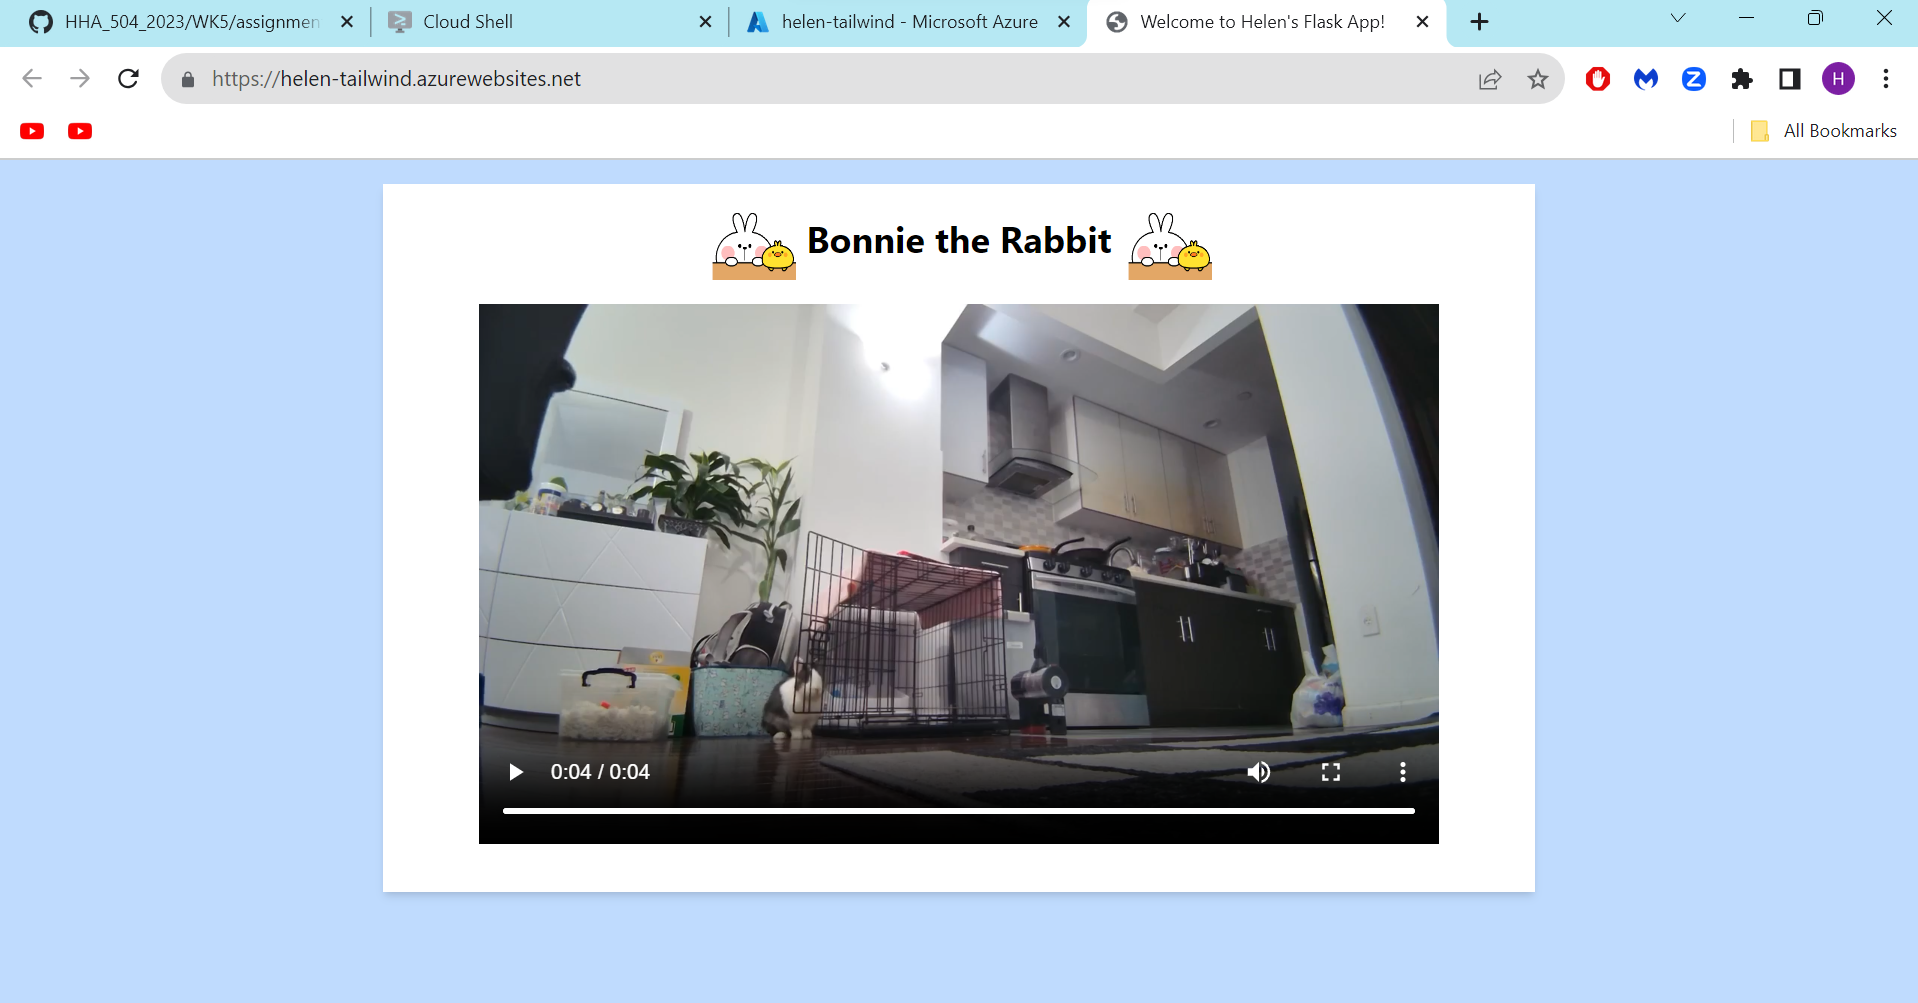 HHA_504_2023/WK5/assignmen
Cloud Shell
helen-tailwind - Microsoft Azure
Welcome to Helen's Flask App!
https://helen-tailwind.azurewebsites.net
H
All Bookmarks
Bonnie the Rabbit
0:04 / 0:04